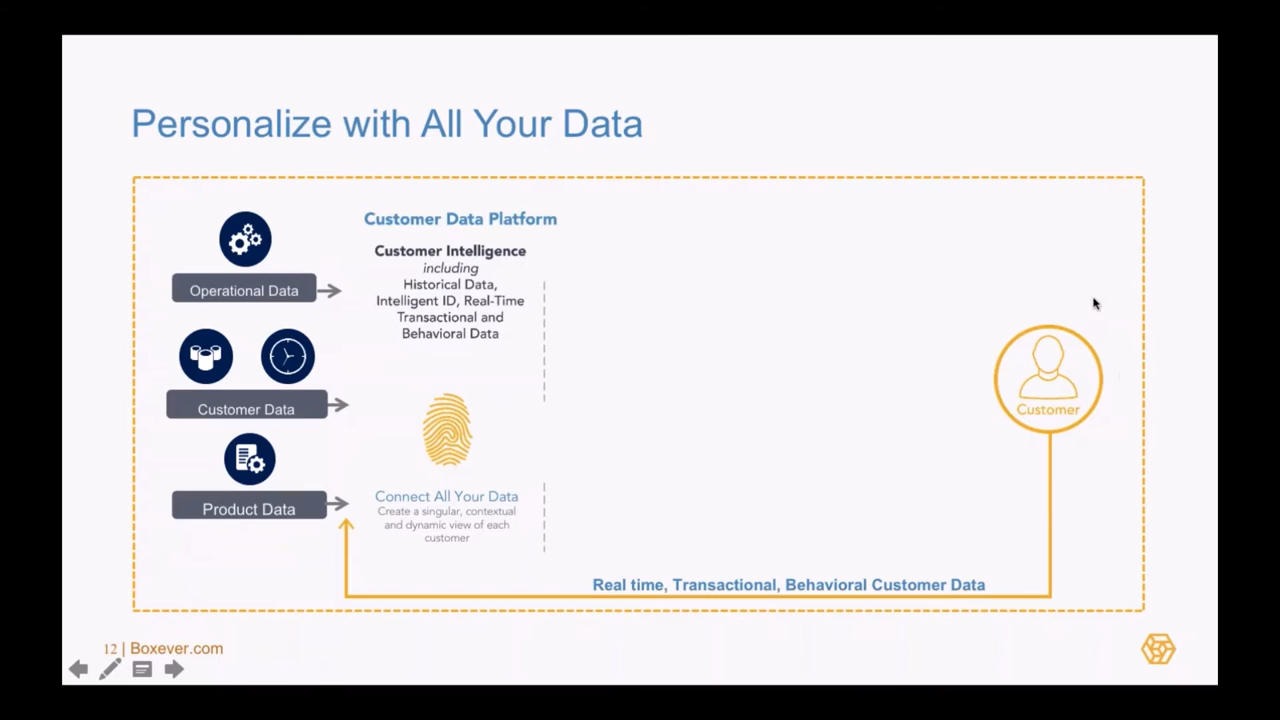 Personalize with All Your Data
Customer Data Platform
Customer Intelligence
including
Historical Data,
Intelligent ID, Real-Time
Transactional and
Behavioral Data
Operational Data
Customer Data
Product Data
Connect All Your Data
Create a singular, contextual
and dynamic view of each
customer
Customer
Real time, Transactional, Behavioral Customer Data
12 | Boxever.com